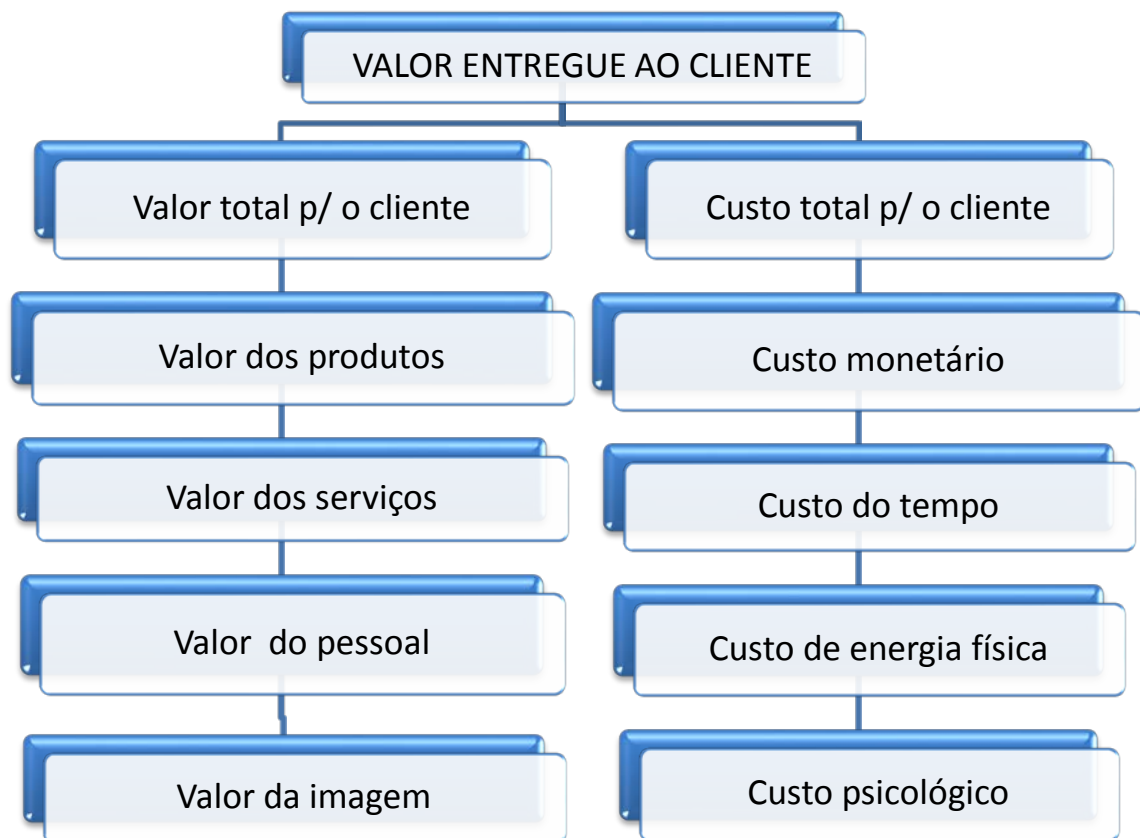 VALOR ENTREGUE AO CLIENTE
Valor total p/ o cliente
Custo total p/ o cliente
Valor dos produtos
Custo monetário
Valor dos serviços
Custo do tempo
Valor do pessoal
Custo de energia física
Valor da imagem
Custo psicológico